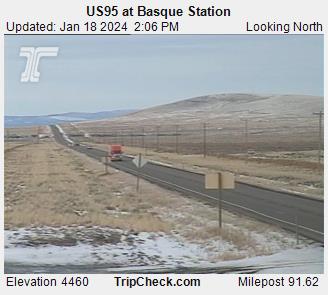 US95 at Basque Station
Updated: Jan 18 2024 2:06 PM Looking North
Elevation 4460 TripCheck.com Milepost 91.62